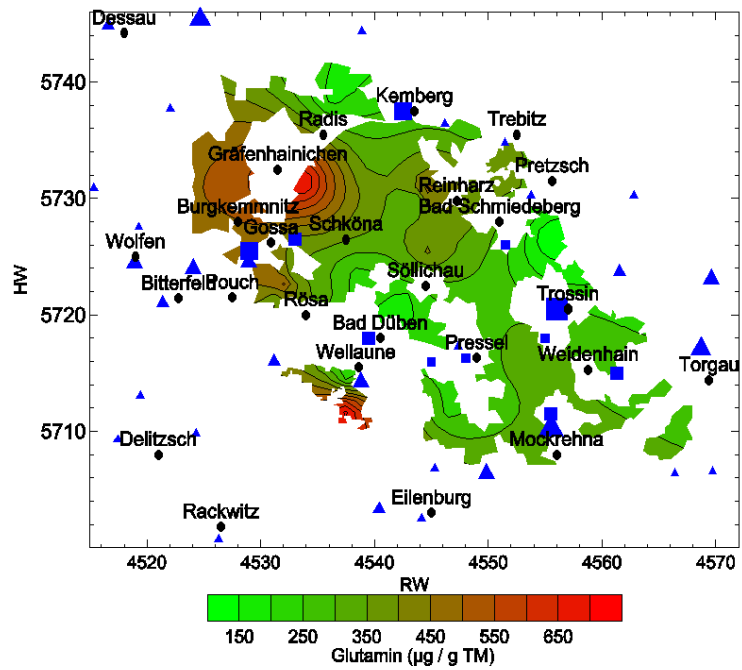 Dessau
5740
Kemberg
Radis
Trebitz
Gräfenhainichen
Pretzsch
5730
Reinharz
Burgkemmnitz
Bad Schmiedeberg
Schköna
Gossa
HW
Wolfen
Söllichau
Bitterfeld
Pouch
5720
Rösa
Trossin
Bad Düben
Pressel
Wellaune
Weidenhain
Torgau
5710
Delitzsch
Mockrehna
Eilenburg
Rackwitz
4520 4530 4540 4550 4560 4570
RW
150 250 350 450 550 650
Glutamin (µg / g TM)